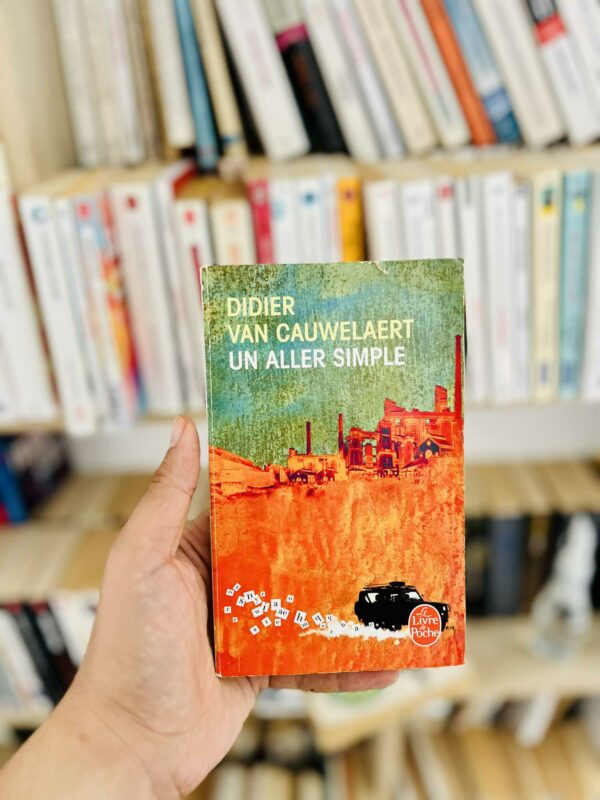 DIDIER
VAN CAUWELAERT
UN ALLER SIMPLE
Le
Livre
de
Poche